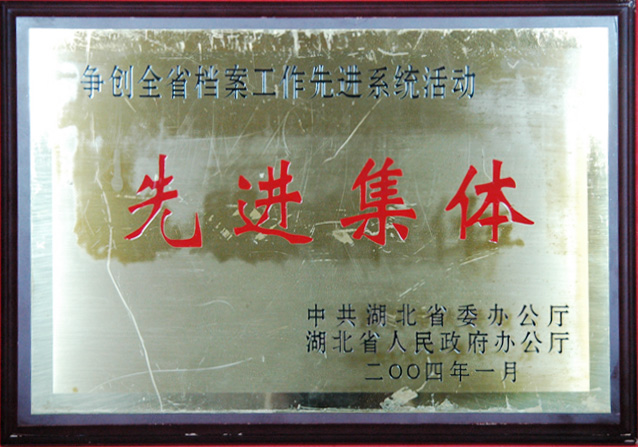 争创全省档案工作先进系统活动
先进集体
中共湖北省委办公厅
湖北省人民政府办公厅
二〇〇四年一月